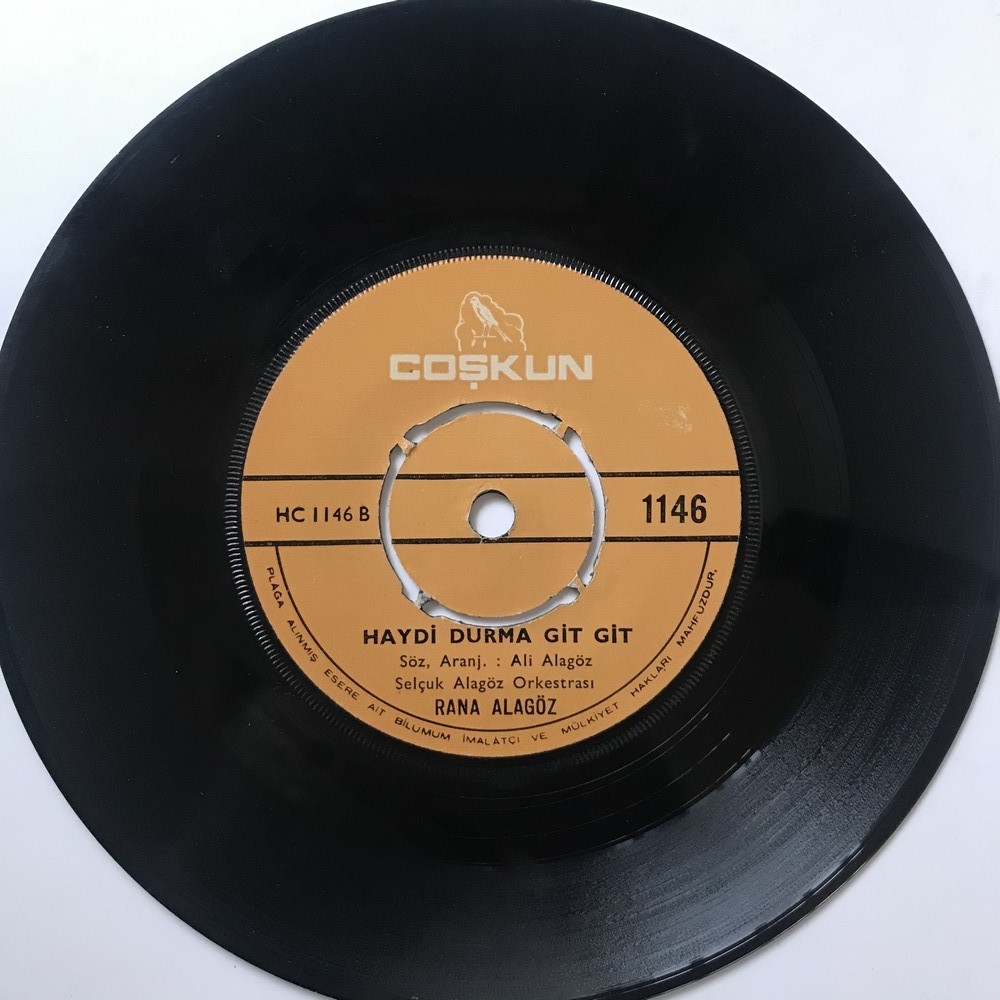 COŞKUN
HC 1146 B
1146
HAYDİ DURMA GİT GİT
Söz, Aranj. : Ali Alagöz
Şelçuk Alagöz Orkestrası
RANA ALAGÖZ
PLAĞA ALINMIŞ ESERE AİT BİLUMUM İMALATÇI VE MÜLKİYET HAKLARI MAHFUZDUR.